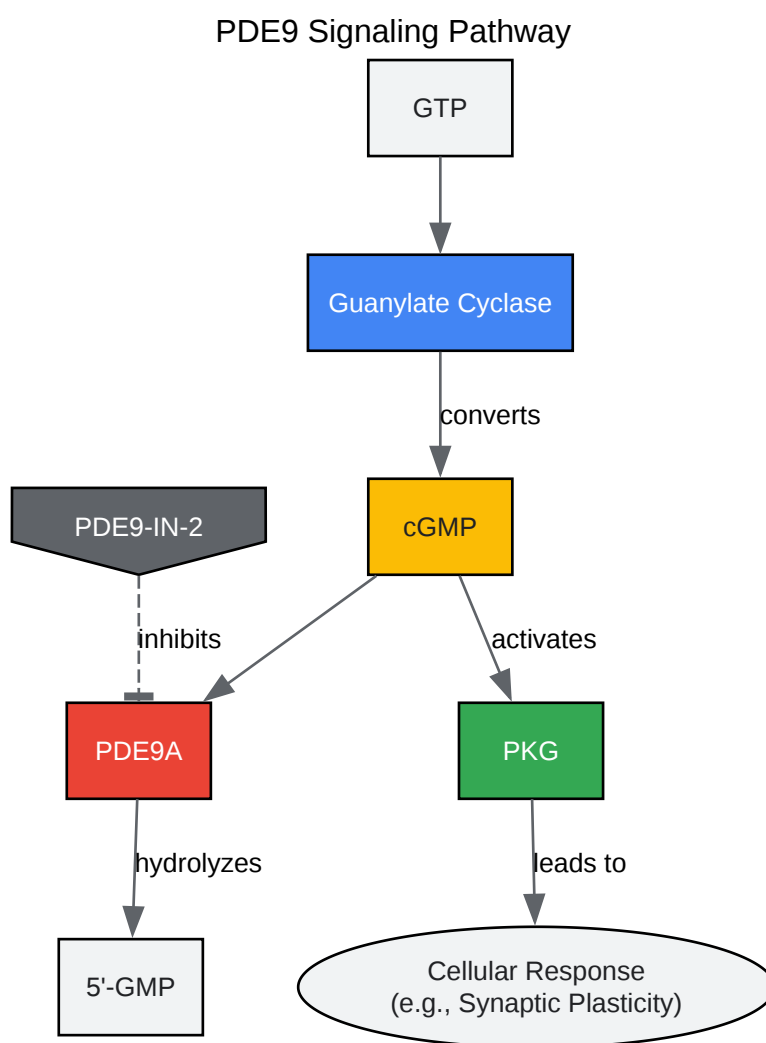 PDE9 Signaling Pathway
GTP
Guanylate Cyclase
converts
PDE9-IN-2
cGMP
inhibits
activates
PDE9A
PKG
hydrolyzes
leads to
5'-GMP
Cellular Response
(e.g., Synaptic Plasticity)